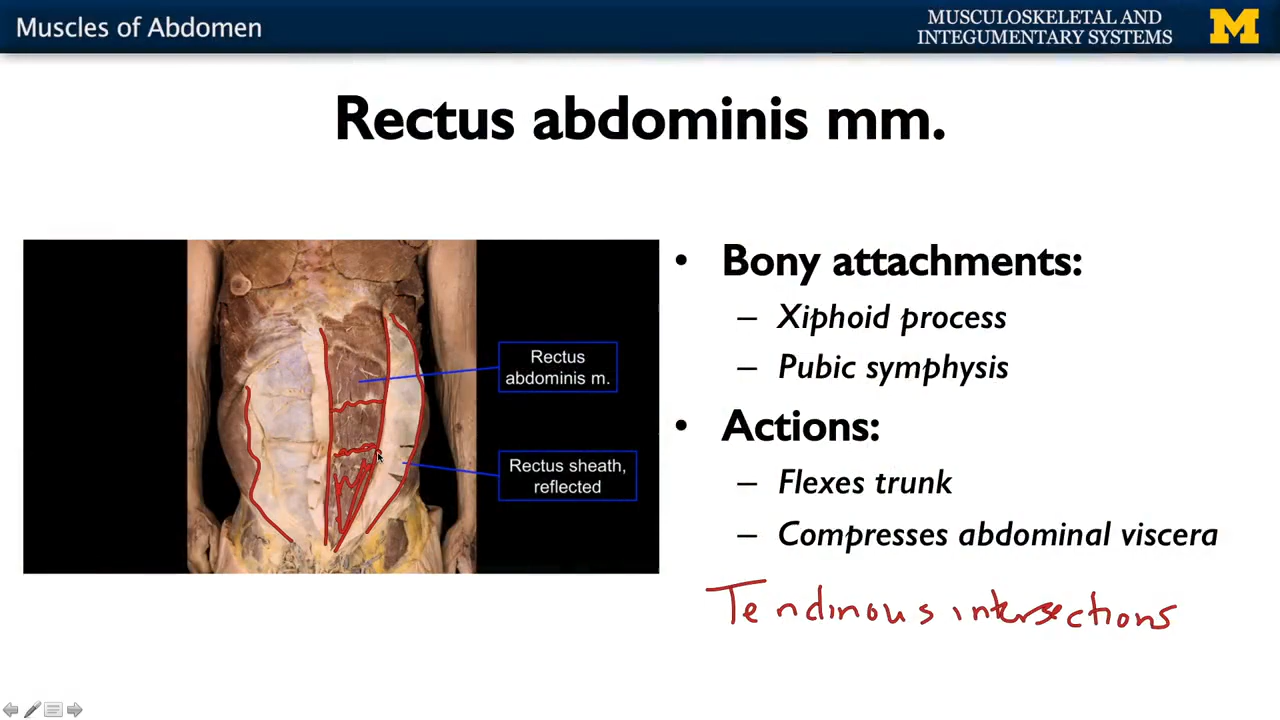 Muscles of Abdomen
MUSCULOSKELETAL AND
INTEGUMENTARY SYSTEMS
M
Rectus abdominis mm.
Rectus
abdominis m.
Rectus sheath,
reflected
• Bony attachments:
– Xiphoid process
– Pubic symphysis
• Actions:
– Flexes trunk
– Compresses abdominal viscera
Tendinous intersections